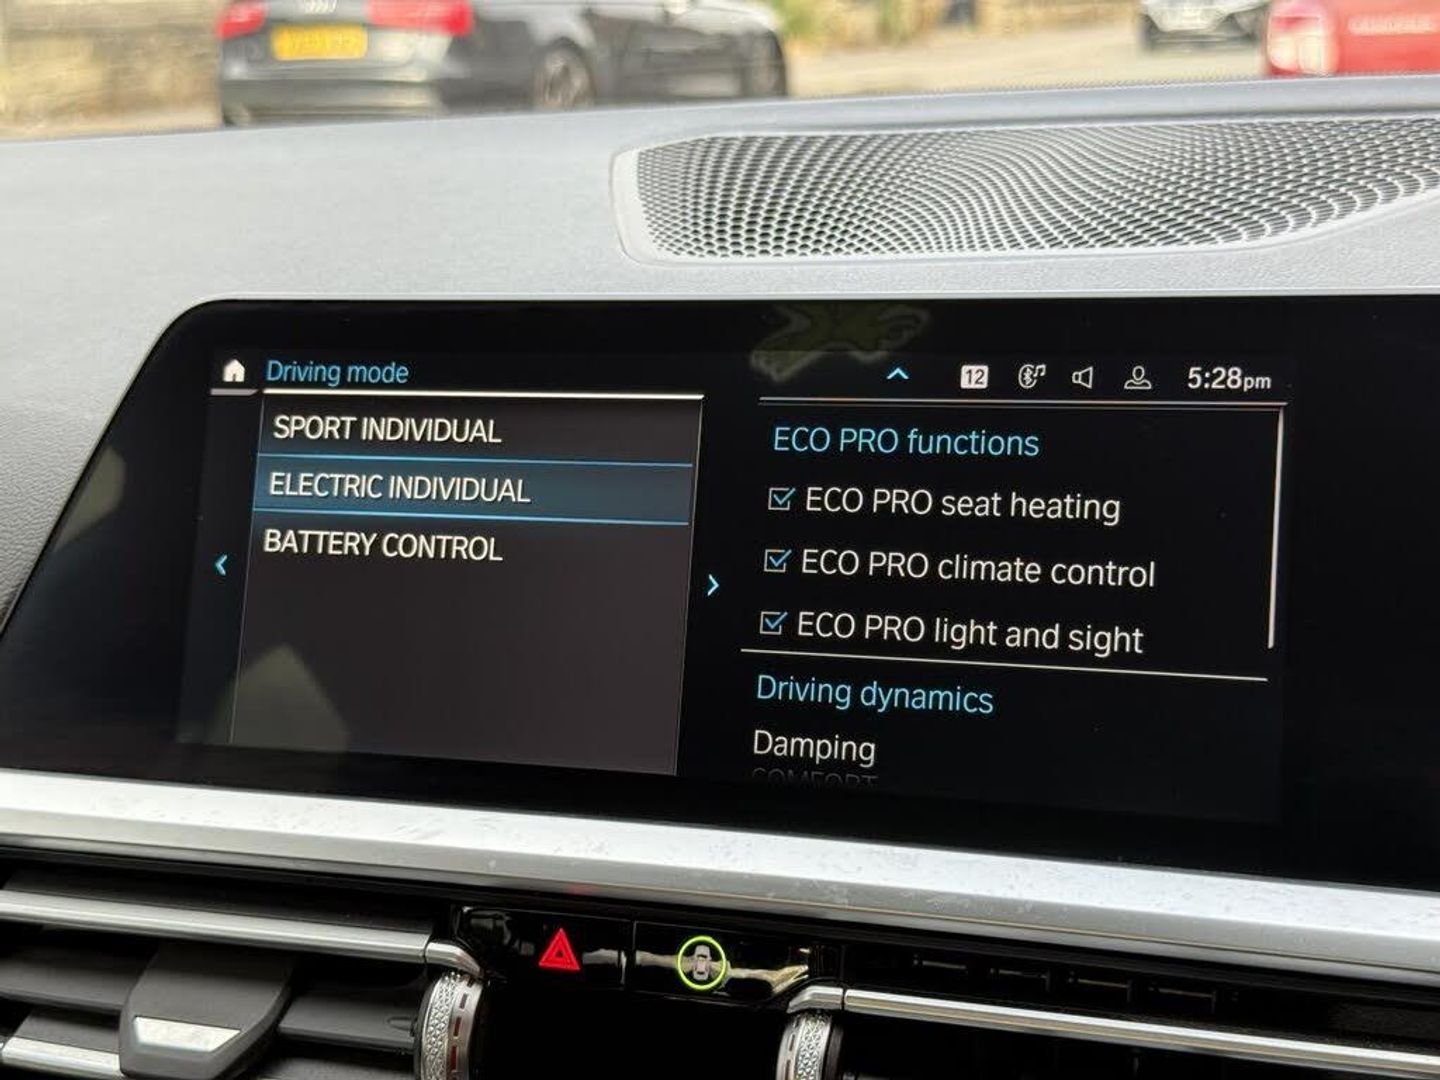 Driving mode
12
5:28pm
SPORT INDIVIDUAL
ELECTRIC INDIVIDUAL
BATTERY CONTROL
ECO PRO functions
ECO PRO seat heating
ECO PRO climate control
ECO PRO light and sight
Driving dynamics
Damping
COMFORT